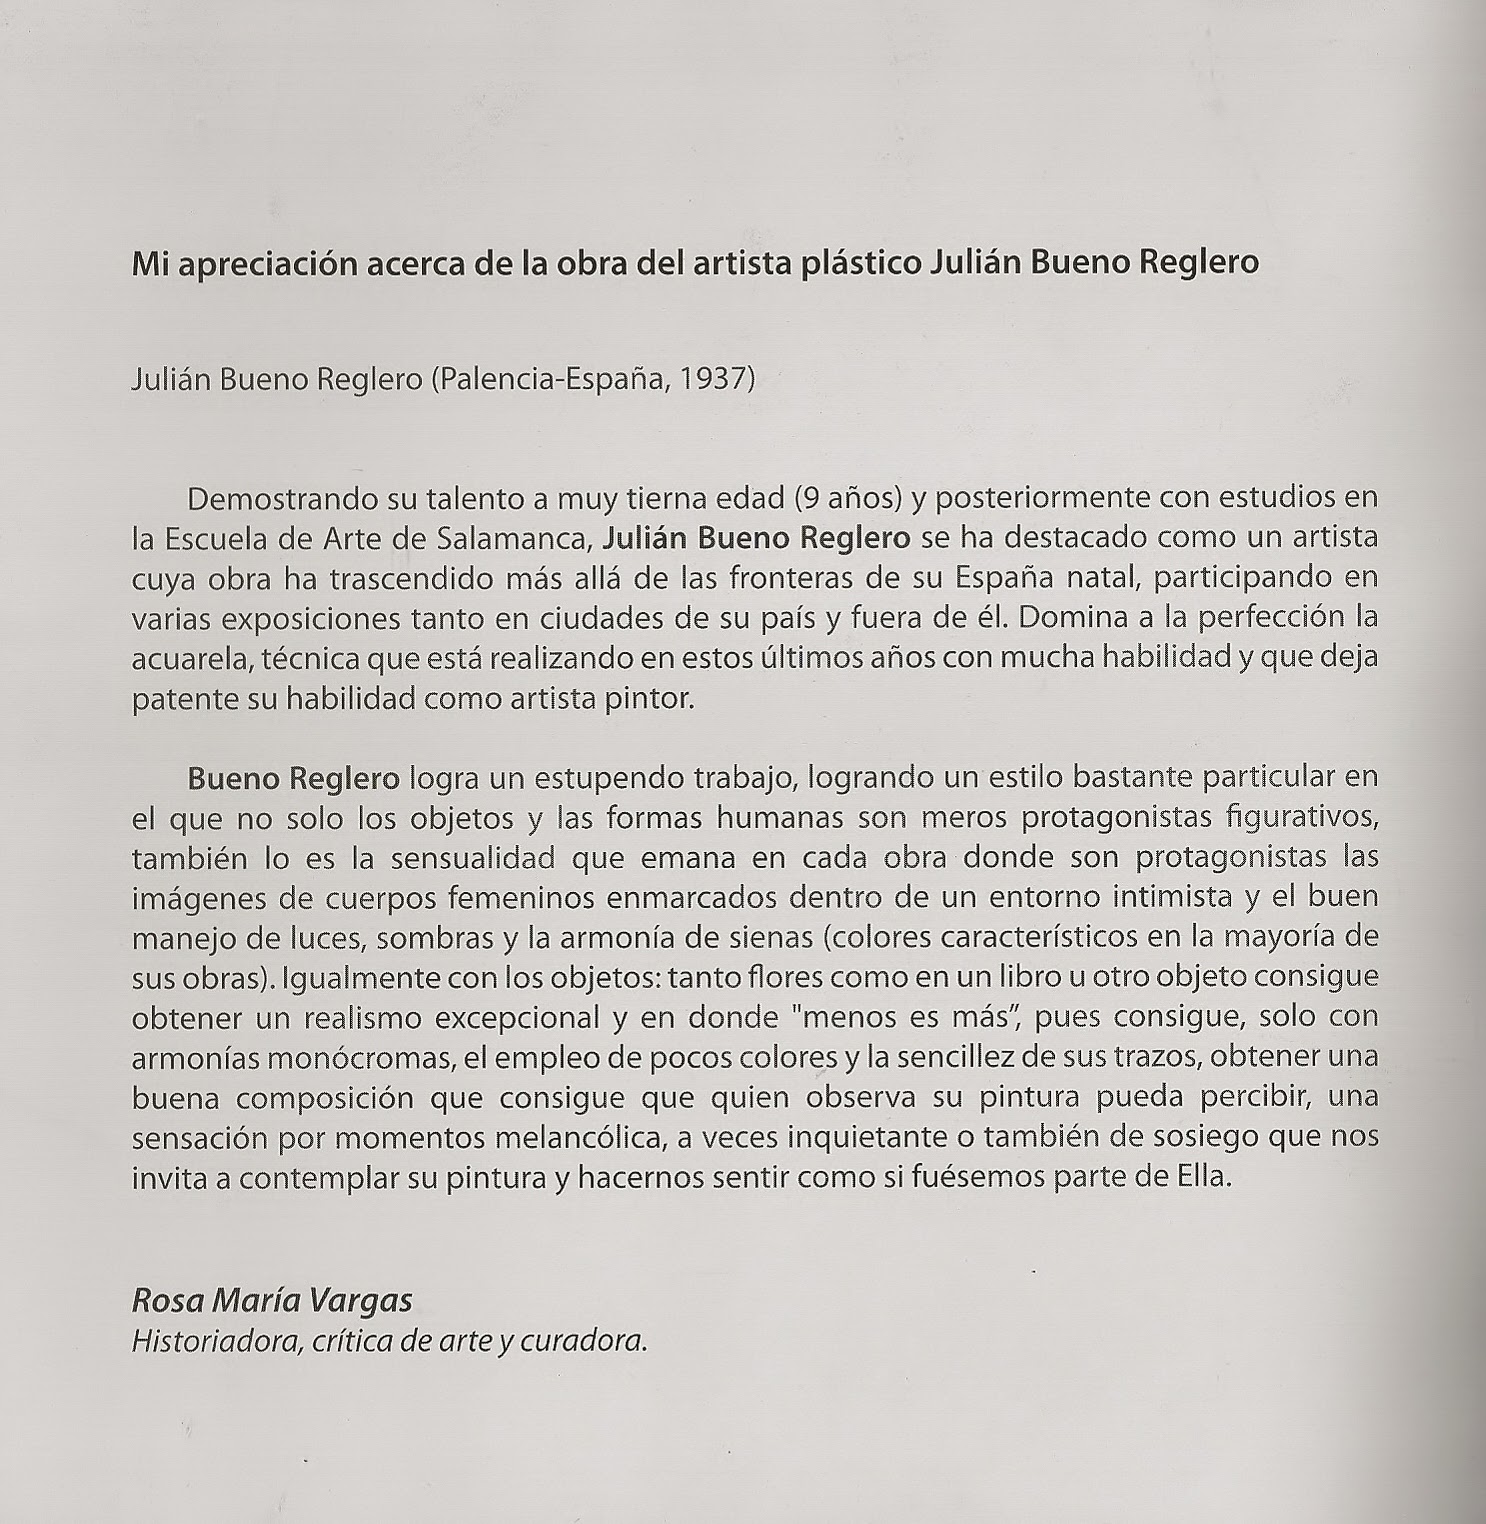 Mi apreciación acerca de la obra del artista plástico Julián Bueno Reglero
Julián Bueno Reglero (Palencia-España, 1937)
Demostrando su talento a muy tierna edad (9 años) y posteriormente con estudios en
la Escuela de Arte de Salamanca, Julián Bueno Reglero se ha destacado como un artista
cuya obra ha trascendido más allá de las fronteras de su España natal, participando en
varias exposiciones tanto en ciudades de su país y fuera de él. Domina a la perfección la
acuarela, técnica que está realizando en estos últimos años con mucha habilidad y que deja
patente su habilidad como artista pintor.
Bueno Reglero logra un estupendo trabajo, logrando un estilo bastante particular en
el que no solo los objetos y las formas humanas son meros protagonistas figurativos,
también lo es la sensualidad que emana en cada obra donde son protagonistas las
imágenes de cuerpos femeninos enmarcados dentro de un entorno intimista y el buen
manejo de luces, sombras y la armonía de sienas (colores característicos en la mayoría de
sus obras). Igualmente con los objetos: tanto flores como en un libro u otro objeto consigue
obtener un realismo excepcional y en donde "menos es más”, pues consigue, solo con
armonías monócromas, el empleo de pocos colores y la sencillez de sus trazos, obtener una
buena composición que consigue que quien observa su pintura pueda percibir, una
sensación por momentos melancólica, a veces inquietante o también de sosiego que nos
invita a contemplar su pintura y hacernos sentir como si fuésemos parte de Ella.
Rosa María Vargas
Historiadora, crítica de arte y curadora.